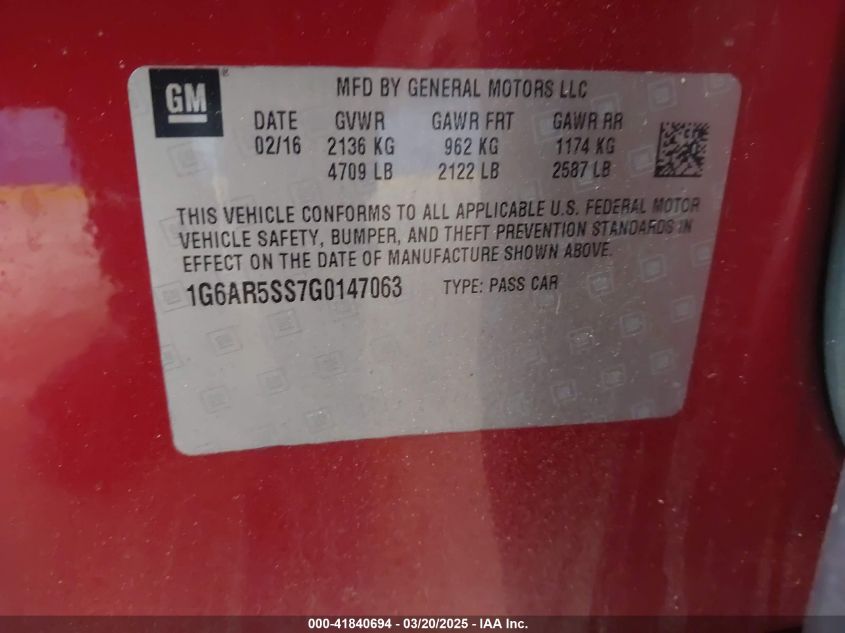 GM®
MFD BY GENERAL MOTORS LLC
DATE GVWR GAWR FRT GAWR RR
02/16 2136 KG 962 KG 1174 KG
4709 LB 2122 LB 2587 LB
THIS VEHICLE CONFORMS TO ALL APPLICABLE U.S. FEDERAL MOTOR
VEHICLE SAFETY, BUMPER, AND THEFT PREVENTION STANDARDS IN
EFFECT ON THE DATE OF MANUFACTURE SHOWN ABOVE.
1G6AR5SS7G0147063 TYPE: PASS CAR
000-41840694 - 03/20/2025 - IAA Inc.